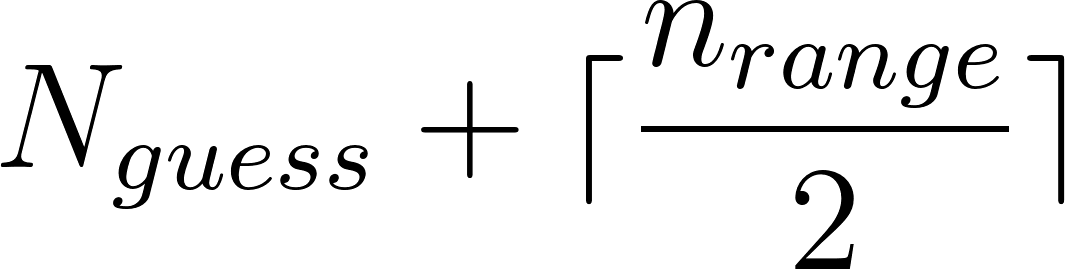 $N_{guess} + \lceil \frac{n_{range}}{2} \rceil$